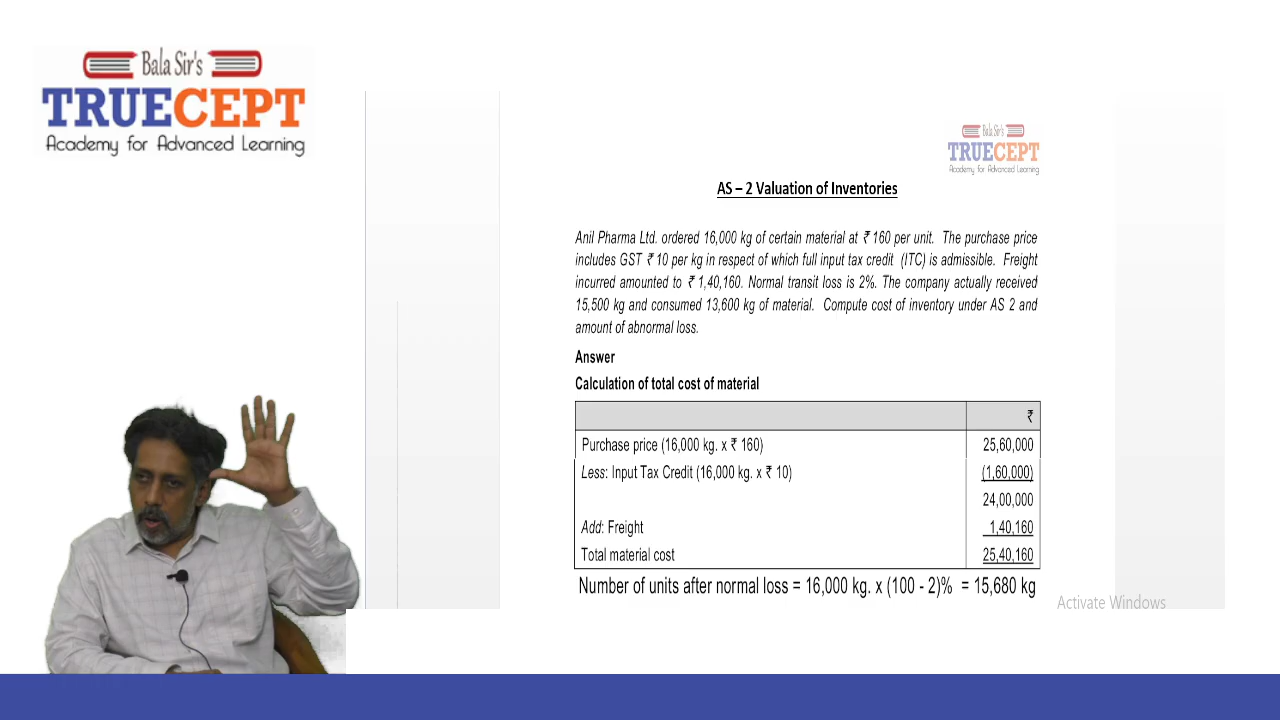 Bala Sir's
TRUECEPT
Academy for Advanced Learning
Bala Sir's
TRUECEPT
Academy for Advanced Learning
AS – 2 Valuation of Inventories
Anil Pharma Ltd. ordered 16,000 kg of certain material at ₹ 160 per unit. The purchase price
includes GST ₹ 10 per kg in respect of which full input tax credit (ITC) is admissible. Freight
incurred amounted to ₹ 1,40,160. Normal transit loss is 2%. The company actually received
15,500 kg and consumed 13,600 kg of material. Compute cost of inventory under AS 2 and
amount of abnormal loss.
Answer
Calculation of total cost of material
₹
Purchase price (16,000 kg. x ₹ 160) 25,60,000
Less: Input Tax Credit (16,000 kg. x ₹ 10) (1,60,000)
24,00,000
Add: Freight 1,40,160
Total material cost 25,40,160
Number of units after normal loss = 16,000 kg. x (100 - 2)% = 15,680 kg
Activate Windows